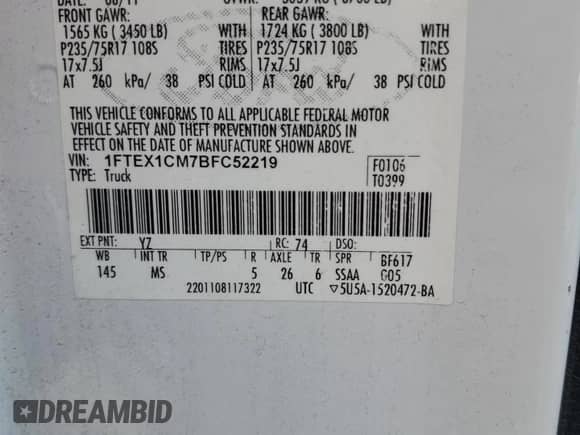 08/11
FRONT GAWR: REAR GAWR:
1565 KG ( 3450 LB) WITH 1724 KG ( 3800 LB) WITH
P235/75R17 108S TIRES P235/75R17 108S TIRES
17x7.5J RIMS 17x7.5J RIMS
AT 260 kPa/ 38 PSI COLD AT 260 kPa/ 38 PSI COLD
THIS VEHICLE CONFORMS TO ALL APPLICABLE FEDERAL MOTOR
VEHICLE SAFETY AND THEFT PREVENTION STANDARDS IN
EFFECT ON THE DATE OF MANUFACTURE SHOWN ABOVE.
VIN: 1FTEX1CM7BFC52219 F0106
TYPE: Truck T0399
EXT PNT: YZ RC: 74 DSO:
WB INT TR TP/PS R AXLE TR SPR BF617
145 MS 5 26 6 SSAA G05
2201108117322 UTC ▽5U5A-1520472-BA
DREAMBID